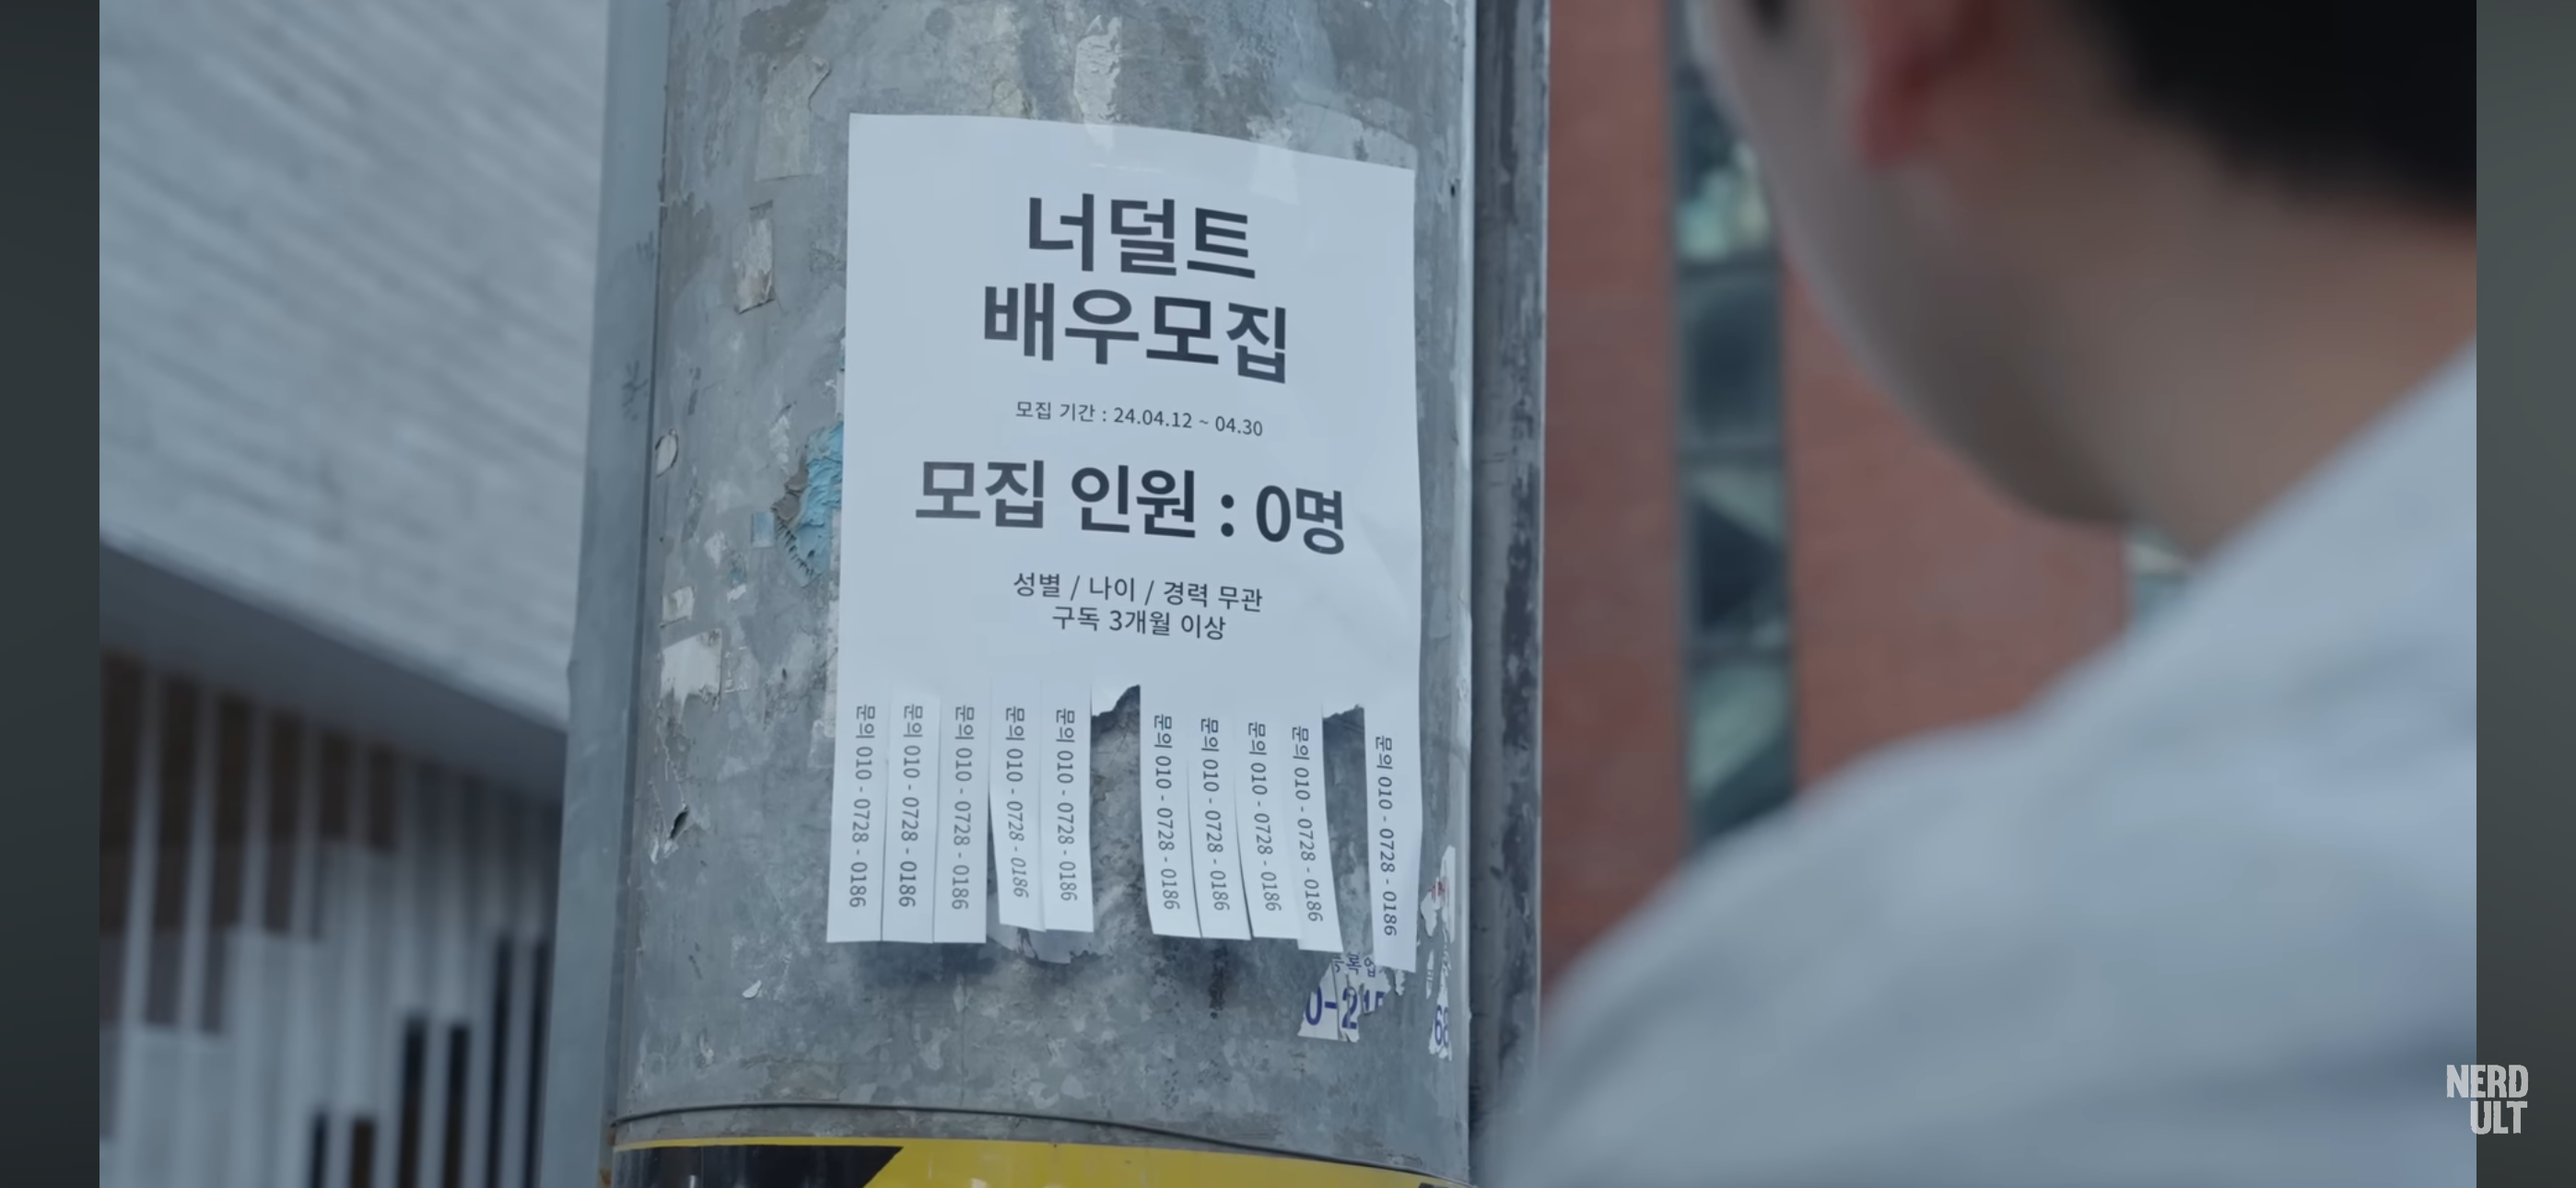 너덜트
배우모집
모집 기간 : 24.04.12 ~ 04.30
모집 인원 : 0명
성별 / 나이 / 경력 무관
구독 3개월 이상
문의 010 - 0728 - 0186
문의 010 - 0728 - 0186
문의 010 - 0728 - 0186
문의 010 - 0728 - 0186
문의 010 - 0728 - 0186
문의 010 - 0728 - 0186
문의 010 - 0728 - 0186
문의 010 - 0728 - 0186
문의 010 - 0728 - 0186
문의 010 - 0728 - 0186
0-2
68
NERD
ULT